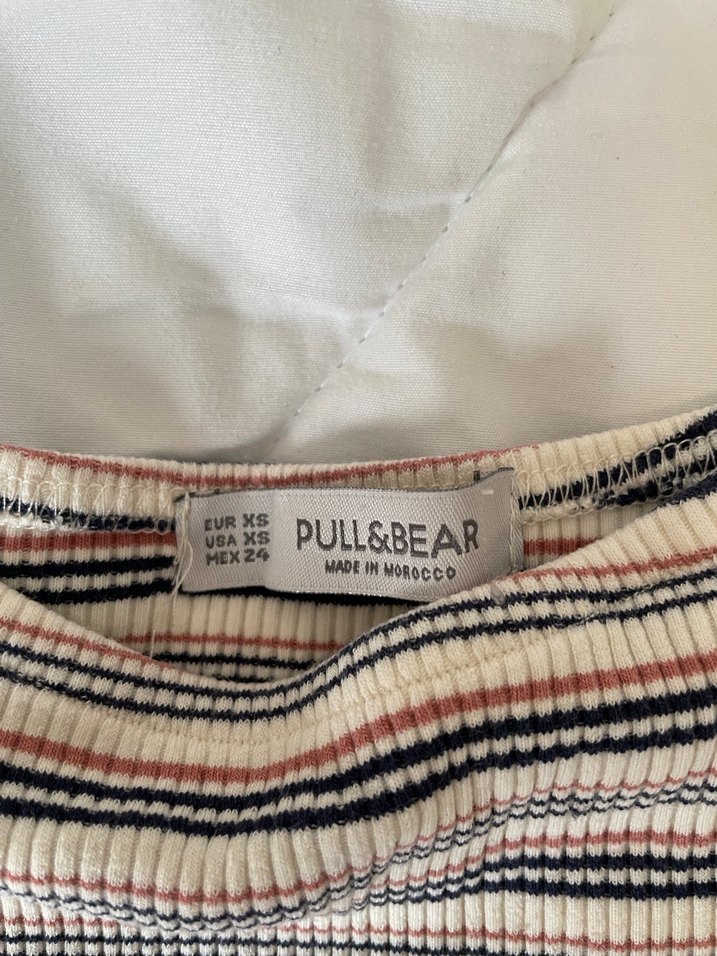 EUR XS
USA XS
MEX 24
PULL&BEAR
MADE IN MOROCCO